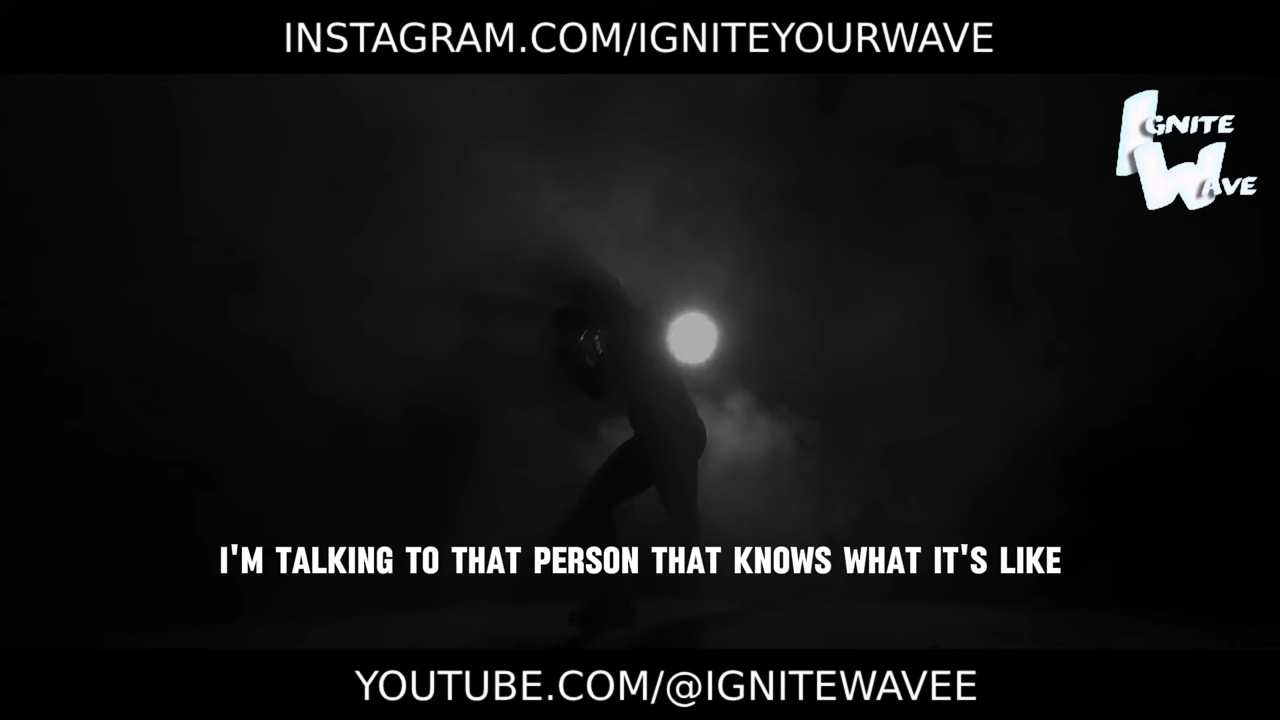 INSTAGRAM.COM/IGNITEYOURWAVE
IGNITE
WAVE
I'M TALKING TO THAT PERSON THAT KNOWS WHAT IT'S LIKE
YOUTUBE.COM/@IGNITEWAVEE